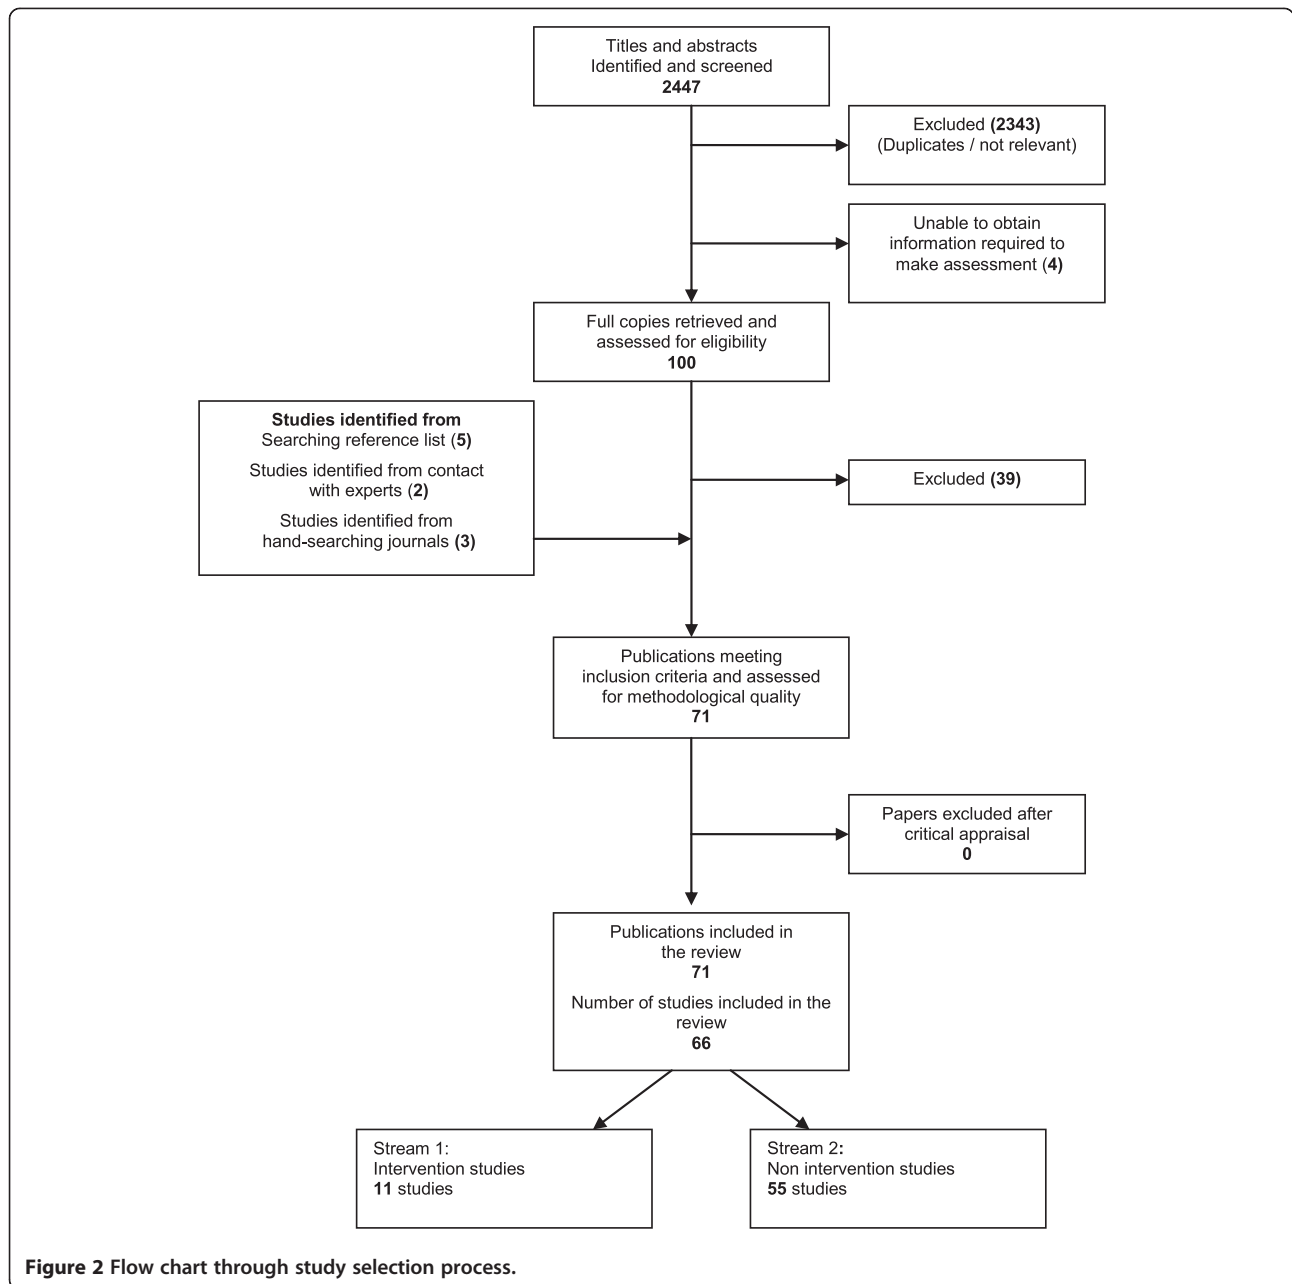 Titles and abstracts
Identified and screened
2447
Excluded (2343)
(Duplicates / not relevant)
Unable to obtain
information required to
make assessment (4)
Full copies retrieved and
assessed for eligibility
100
Studies identified from
Searching reference list (5)
Studies identified from contact
with experts (2)
Studies identified from
hand-searching journals (3)
Excluded (39)
Publications meeting
inclusion criteria and assessed
for methodological quality
71
Papers excluded after
critical appraisal
0
Publications included in
the review
71
Number of studies included in the
review
66
Stream 1:
Intervention studies
11 studies
Stream 2:
Non intervention studies
55 studies
Figure 2 Flow chart through study selection process.